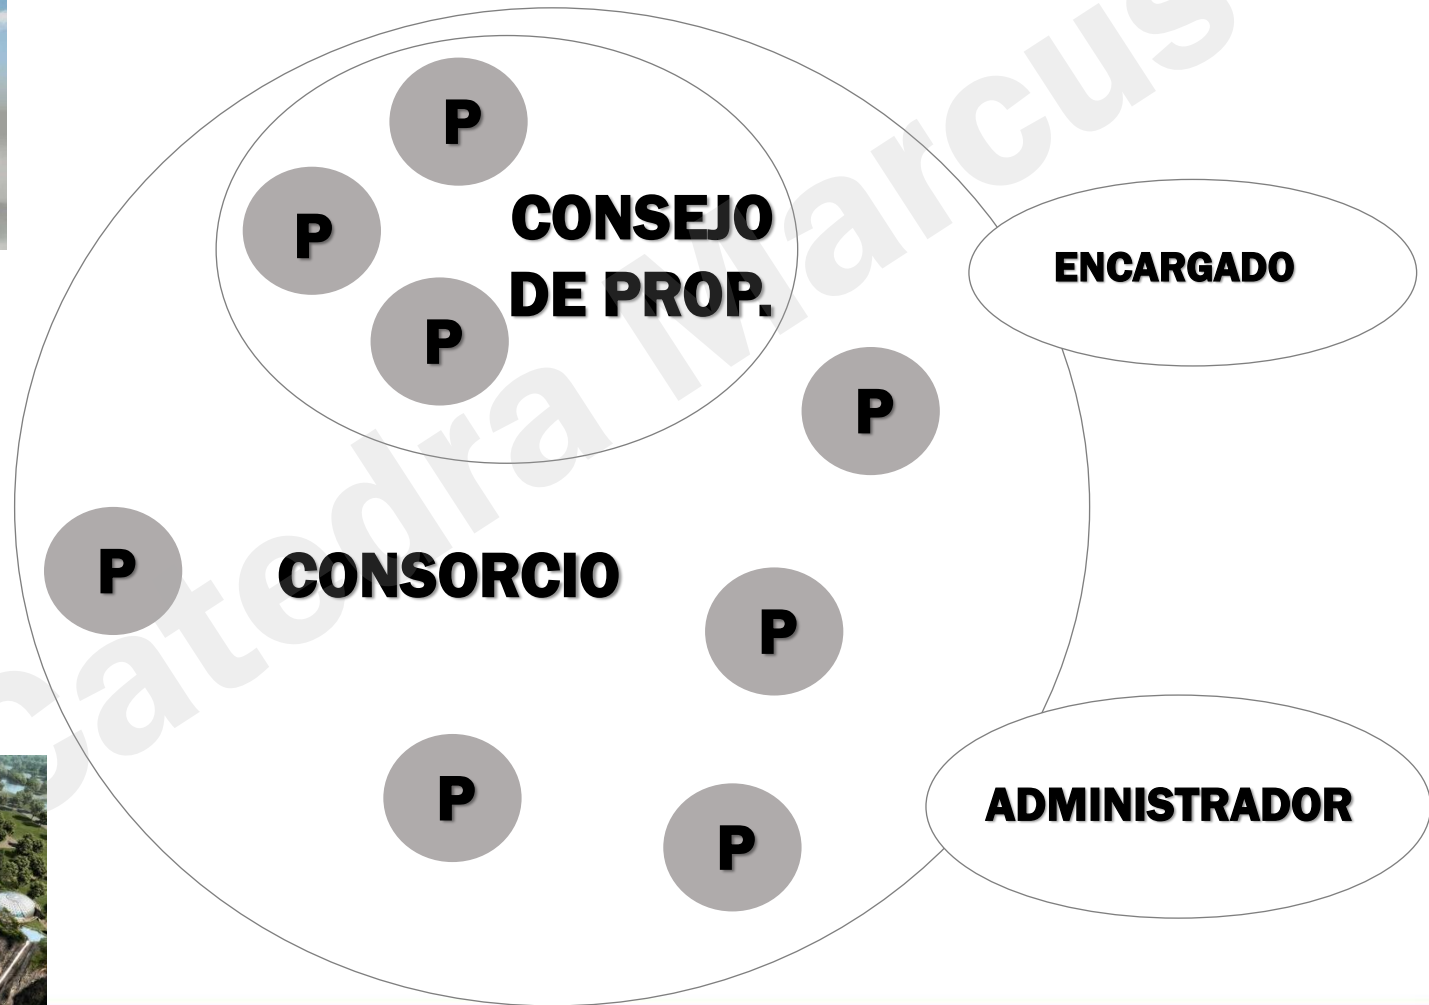 P
P
CONSEJO
DE PROP.
P
ENCARGADO
P
P
CONSORCIO
P
P
P
ADMINISTRADOR
Catedra Marcus